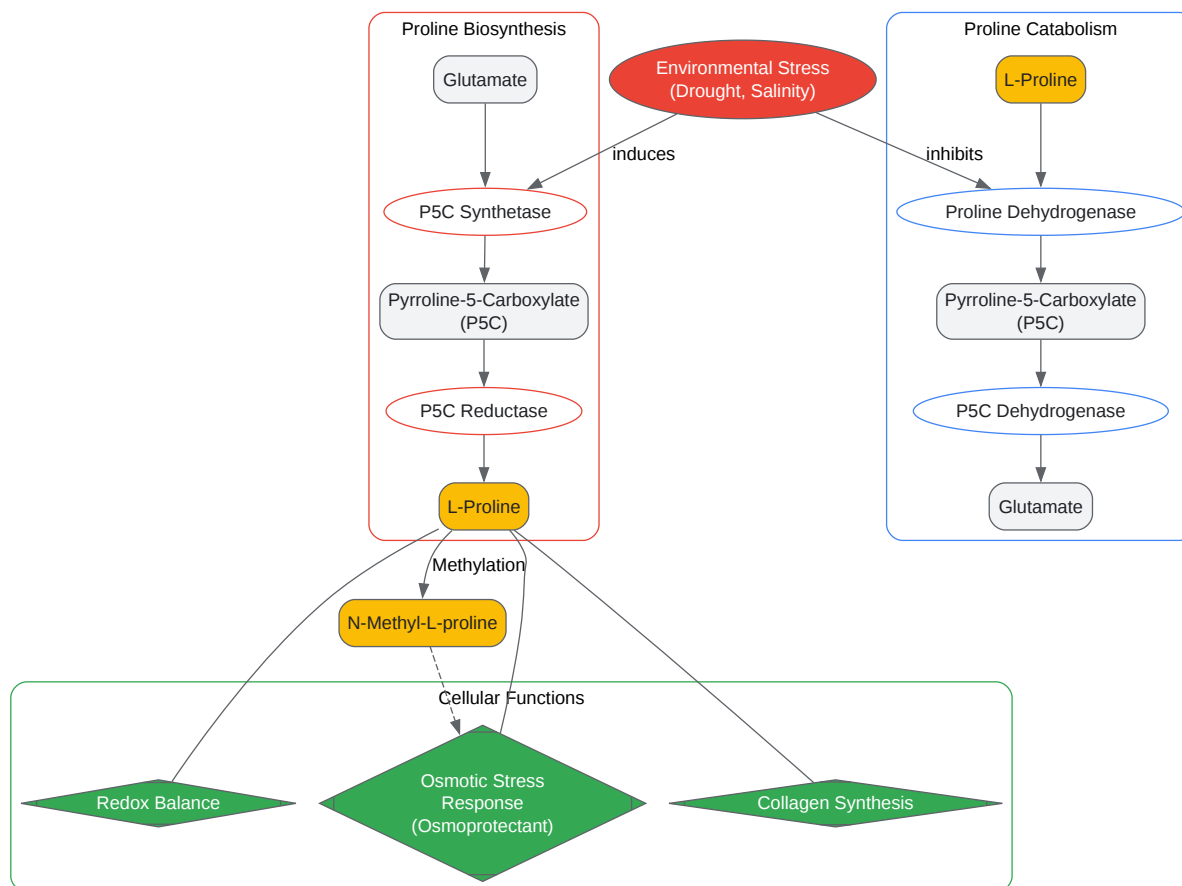 Proline Biosynthesis
Glutamate
P5C Synthetase
Pyrroline-5-Carboxylate
(P5C)
P5C Reductase
L-Proline
Environmental Stress
(Drought, Salinity)
induces
inhibits
Proline Catabolism
L-Proline
Proline Dehydrogenase
Pyrroline-5-Carboxylate
(P5C)
P5C Dehydrogenase
Glutamate
Methylation
N-Methyl-L-proline
Cellular Functions
Redox Balance
Osmotic Stress
Response
(Osmoprotectant)
Collagen Synthesis